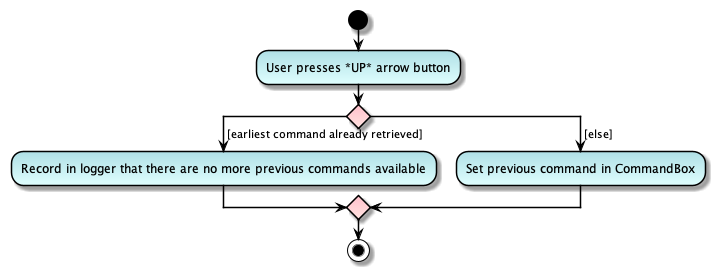 User presses *UP* arrow button
[earliest command already retrieved]
[else]
Record in logger that there are no more previous commands available
Set previous command in CommandBox